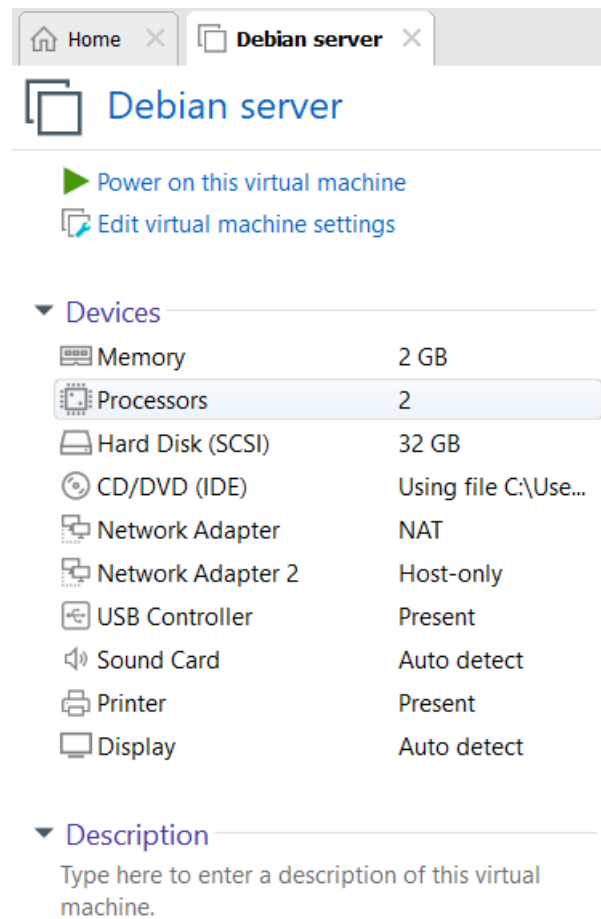 Home
Debian server
Debian server
Power on this virtual machine
Edit virtual machine settings
Devices
Memory 2 GB
Processors 2
Hard Disk (SCSI) 32 GB
CD/DVD (IDE) Using file C:\Use...
Network Adapter NAT
Network Adapter 2 Host-only
USB Controller Present
Sound Card Auto detect
Printer Present
Display Auto detect
Description
Type here to enter a description of this virtual
machine.